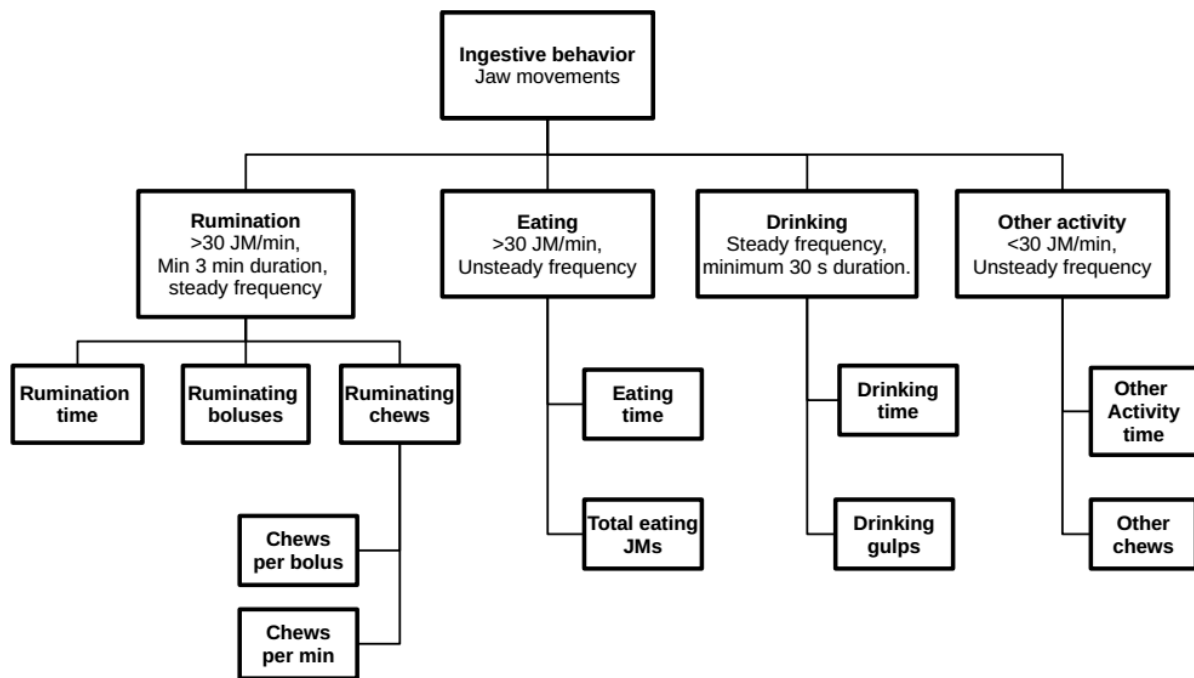 Ingestive behavior
Jaw movements
Rumination
>30 JM/min,
Min 3 min duration,
steady frequency
Eating
>30 JM/min,
Unsteady frequency
Drinking
Steady frequency,
minimum 30 s duration.
Other activity
<30 JM/min,
Unsteady frequency
Rumination
time
Ruminating
boluses
Ruminating
chews
Eating
time
Drinking
time
Other
Activity
time
Chews
per bolus
Total eating
JMs
Drinking
gulps
Other
chews
Chews
per min